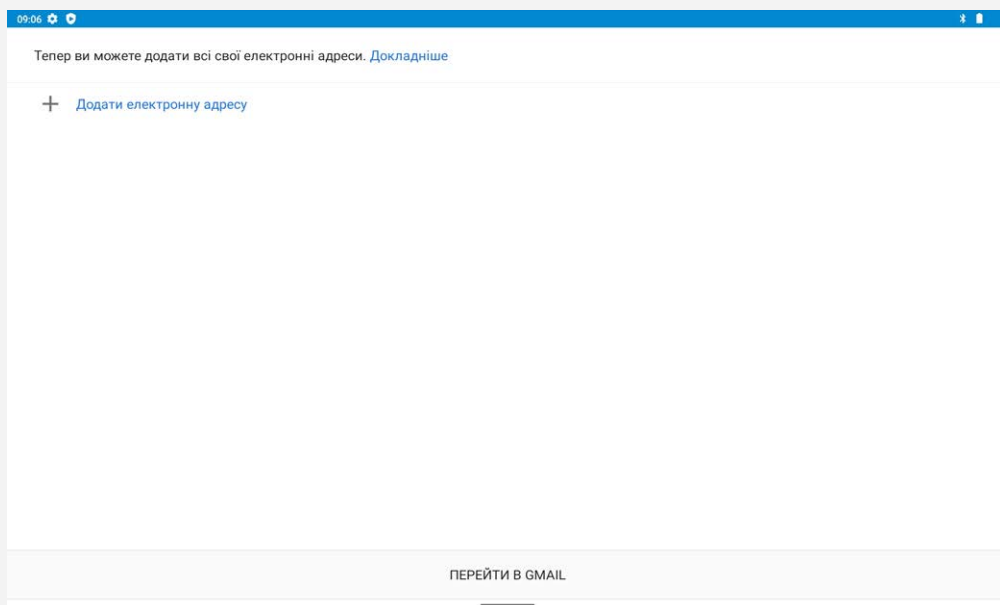 09:06
Тепер ви можете додати всі свої електронні адреси. Докладніше
Додати електронну адресу
ПЕРЕЙТИ В GMAIL